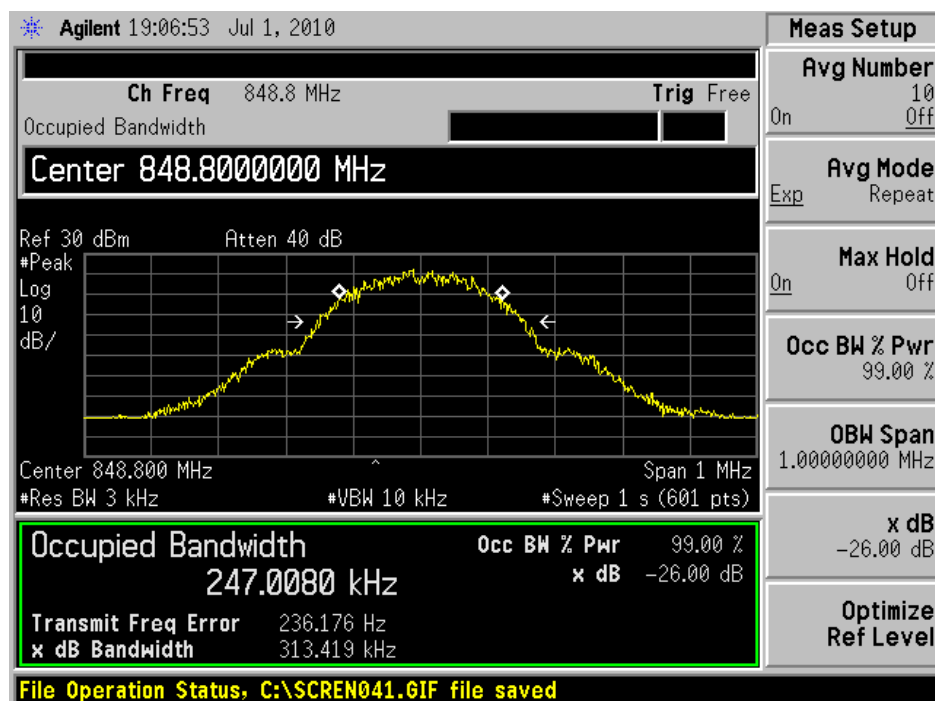 Agilent 19:06:53 Jul 1, 2010
Ch Freq 848.8 MHz Trig Free
Occupied Bandwidth
Center 848.8000000 MHz
Ref 30 dBm Atten 40 dB
#Peak
Log
10
dB/
Center 848.800 MHz Span 1 MHz
#Res BW 3 kHz #VBW 10 kHz #Sweep 1 s (601 pts)
Occupied Bandwidth Occ BW % Pwr 99.00 %
247.0080 kHz x dB -26.00 dB
Transmit Freq Error 236.176 Hz
x dB Bandwidth 313.419 kHz
File Operation Status, C:\SCREN041.GIF file saved
Meas Setup
Avg Number
10
On Off
Avg Mode
Exp Repeat
Max Hold
On Off
Occ BW % Pwr
99.00 %
OBW Span
1.00000000 MHz
x dB
-26.00 dB
Optimize
Ref Level